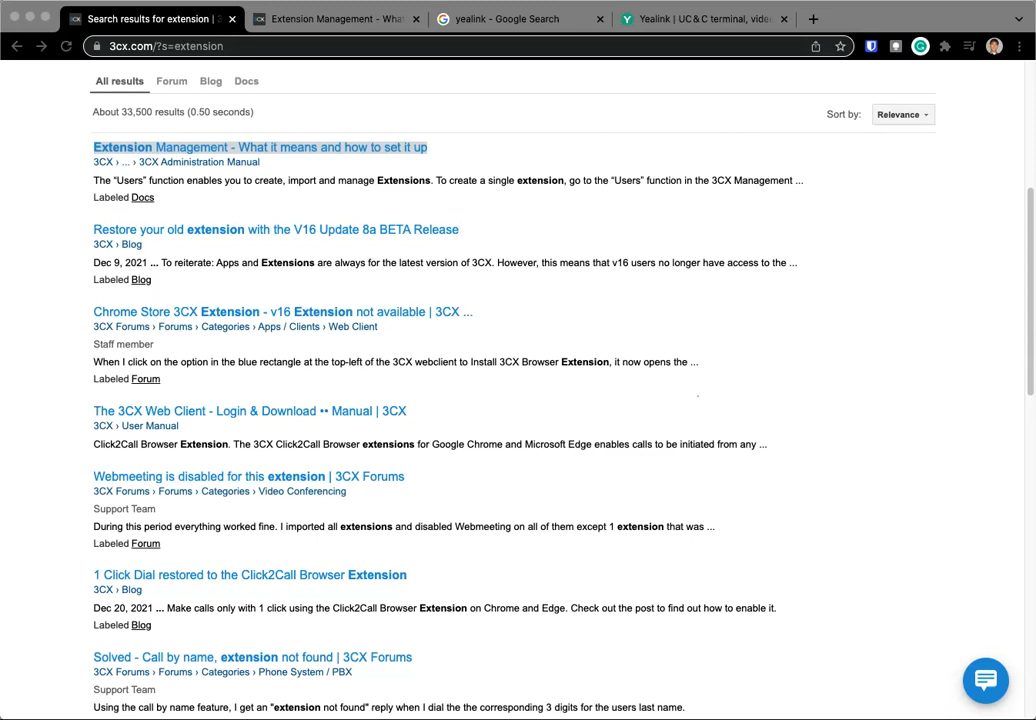 Search results for extension | 3
Extension Management - Wha
yealink - Google Search
Yealink | UC&C terminal, vide
3cx.com/?s=extension
All results Forum Blog Docs
About 33,500 results (0.50 seconds)
Sort by: Relevance
Extension Management - What it means and how to set it up
3CX › ... › 3CX Administration Manual
The “Users” function enables you to create, import and manage Extensions. To create a single extension, go to the “Users” function in the 3CX Management ...
Labeled Docs
Restore your old extension with the V16 Update 8a BETA Release
3CX › Blog
Dec 9, 2021 ... To reiterate: Apps and Extensions are always for the latest version of 3CX. However, this means that v16 users no longer have access to the ...
Labeled Blog
Chrome Store 3CX Extension - v16 Extension not available | 3CX ...
3CX Forums › Forums › Categories › Apps / Clients › Web Client
Staff member
When I click on the option in the blue rectangle at the top-left of the 3CX webclient to Install 3CX Browser Extension, it now opens the ...
Labeled Forum
The 3CX Web Client - Login & Download •• Manual | 3CX
3CX › User Manual
Click2Call Browser Extension. The 3CX Click2Call Browser extensions for Google Chrome and Microsoft Edge enables calls to be initiated from any ...
Webmeeting is disabled for this extension | 3CX Forums
3CX Forums › Forums › Categories › Video Conferencing
Support Team
During this period everything worked fine. I imported all extensions and disabled Webmeeting on all of them except 1 extension that was ...
Labeled Forum
1 Click Dial restored to the Click2Call Browser Extension
3CX › Blog
Dec 20, 2021 ... Make calls only with 1 click using the Click2Call Browser Extension on Chrome and Edge. Check out the post to find out how to enable it.
Labeled Blog
Solved - Call by name, extension not found | 3CX Forums
3CX Forums › Forums › Categories › Phone System / PBX
Support Team
Using the call by name feature, I get an "extension not found" reply when I dial the the corresponding 3 digits for the users last name.